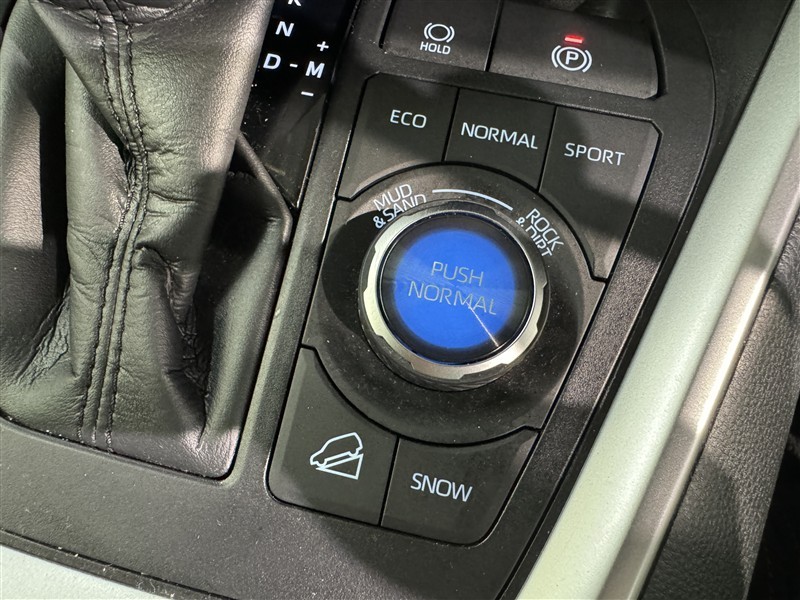 N
D - M
+
−
HOLD
P
ECO
NORMAL
SPORT
MUD
& SAND
ROCK
& DIRT
PUSH
NORMAL
SNOW